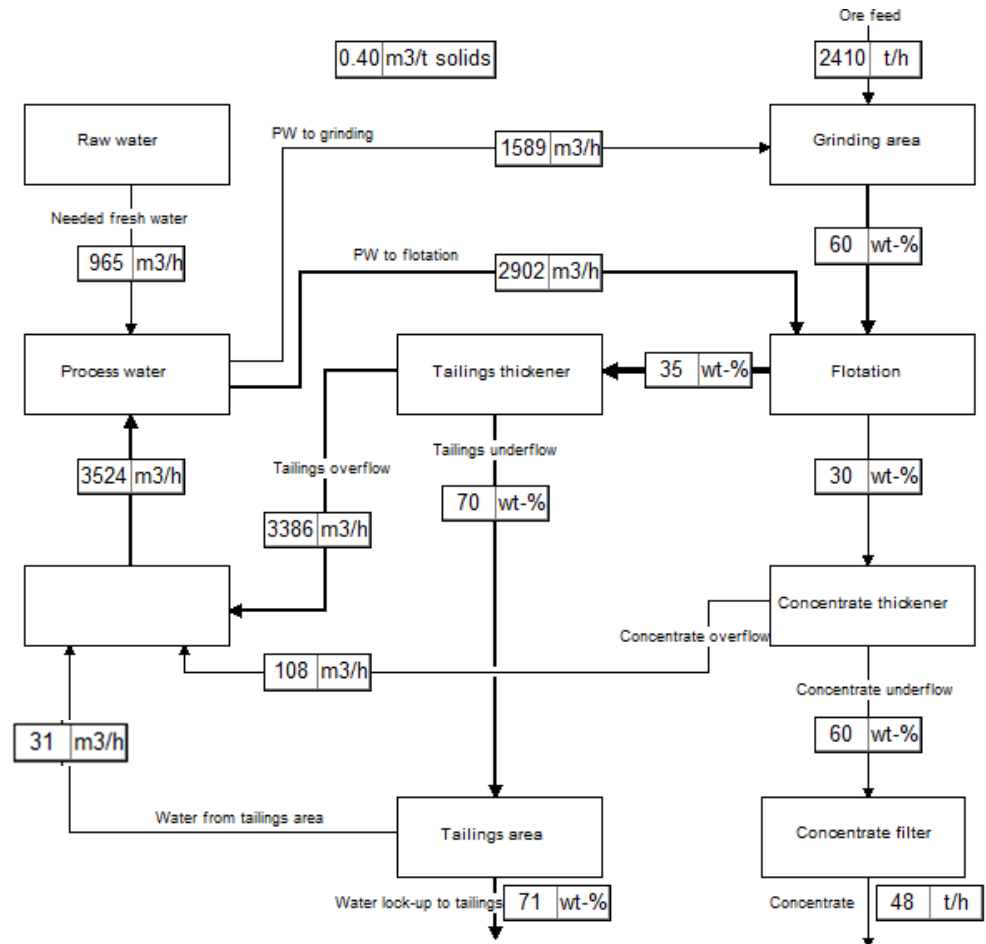 Ore feed
0.40 m3/t solids
2410 t/h
Raw water
PW to grinding
1589 m3/h
Grinding area
Needed fresh water
965 m3/h
PW to flotation
2902 m3/h
60 wt-%
Process water
Tailings thickener
35 wt-%
Flotation
3524 m3/h
Tailings overflow
Tailings underflow
70 wt-%
30 wt-%
3386 m3/h
Concentrate thickener
Concentrate overflow
108 m3/h
Concentrate underflow
31 m3/h
60 wt-%
Water from tailings area
Tailings area
Concentrate filter
Water lock-up to tailings
71 wt-%
Concentrate
48 t/h